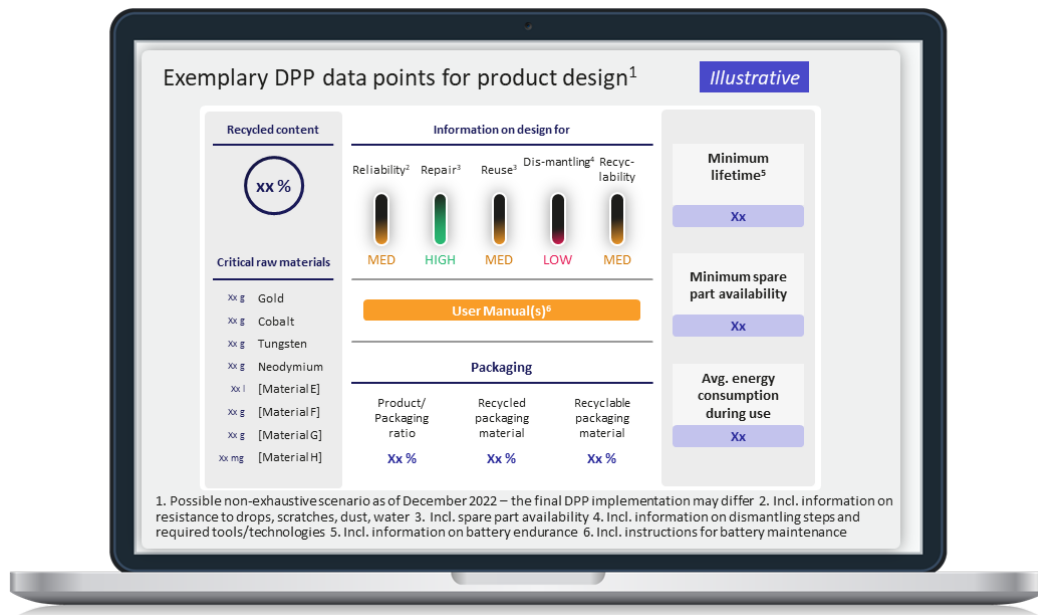 Exemplary DPP data points for product design1
Illustrative
Recycled content
xx %
Critical raw materials
Xx g Gold
Xx g Cobalt
Xx g Tungsten
Xx g Neodymium
Xx l [Material E]
Xx g [Material F]
Xx g [Material G]
Xx mg [Material H]
Information on design for
Reliability2 Repair3 Reuse3 Dis-mantling4 Recyc-
lability
MED HIGH MED LOW MED
User Manual(s)6
Packaging
Product/
Packaging
ratio
Xx %
Recycled
packaging
material
Xx %
Recyclable
packaging
material
Xx %
Minimum
lifetime5
Xx
Minimum spare
part availability
Xx
Avg. energy
consumption
during use
Xx
1. Possible non-exhaustive scenario as of December 2022 – the final DPP implementation may differ 2. Incl. information on
resistance to drops, scratches, dust, water 3. Incl. spare part availability 4. Incl. information on dismantling steps and
required tools/technologies 5. Incl. information on battery endurance 6. Incl. instructions for battery maintenance